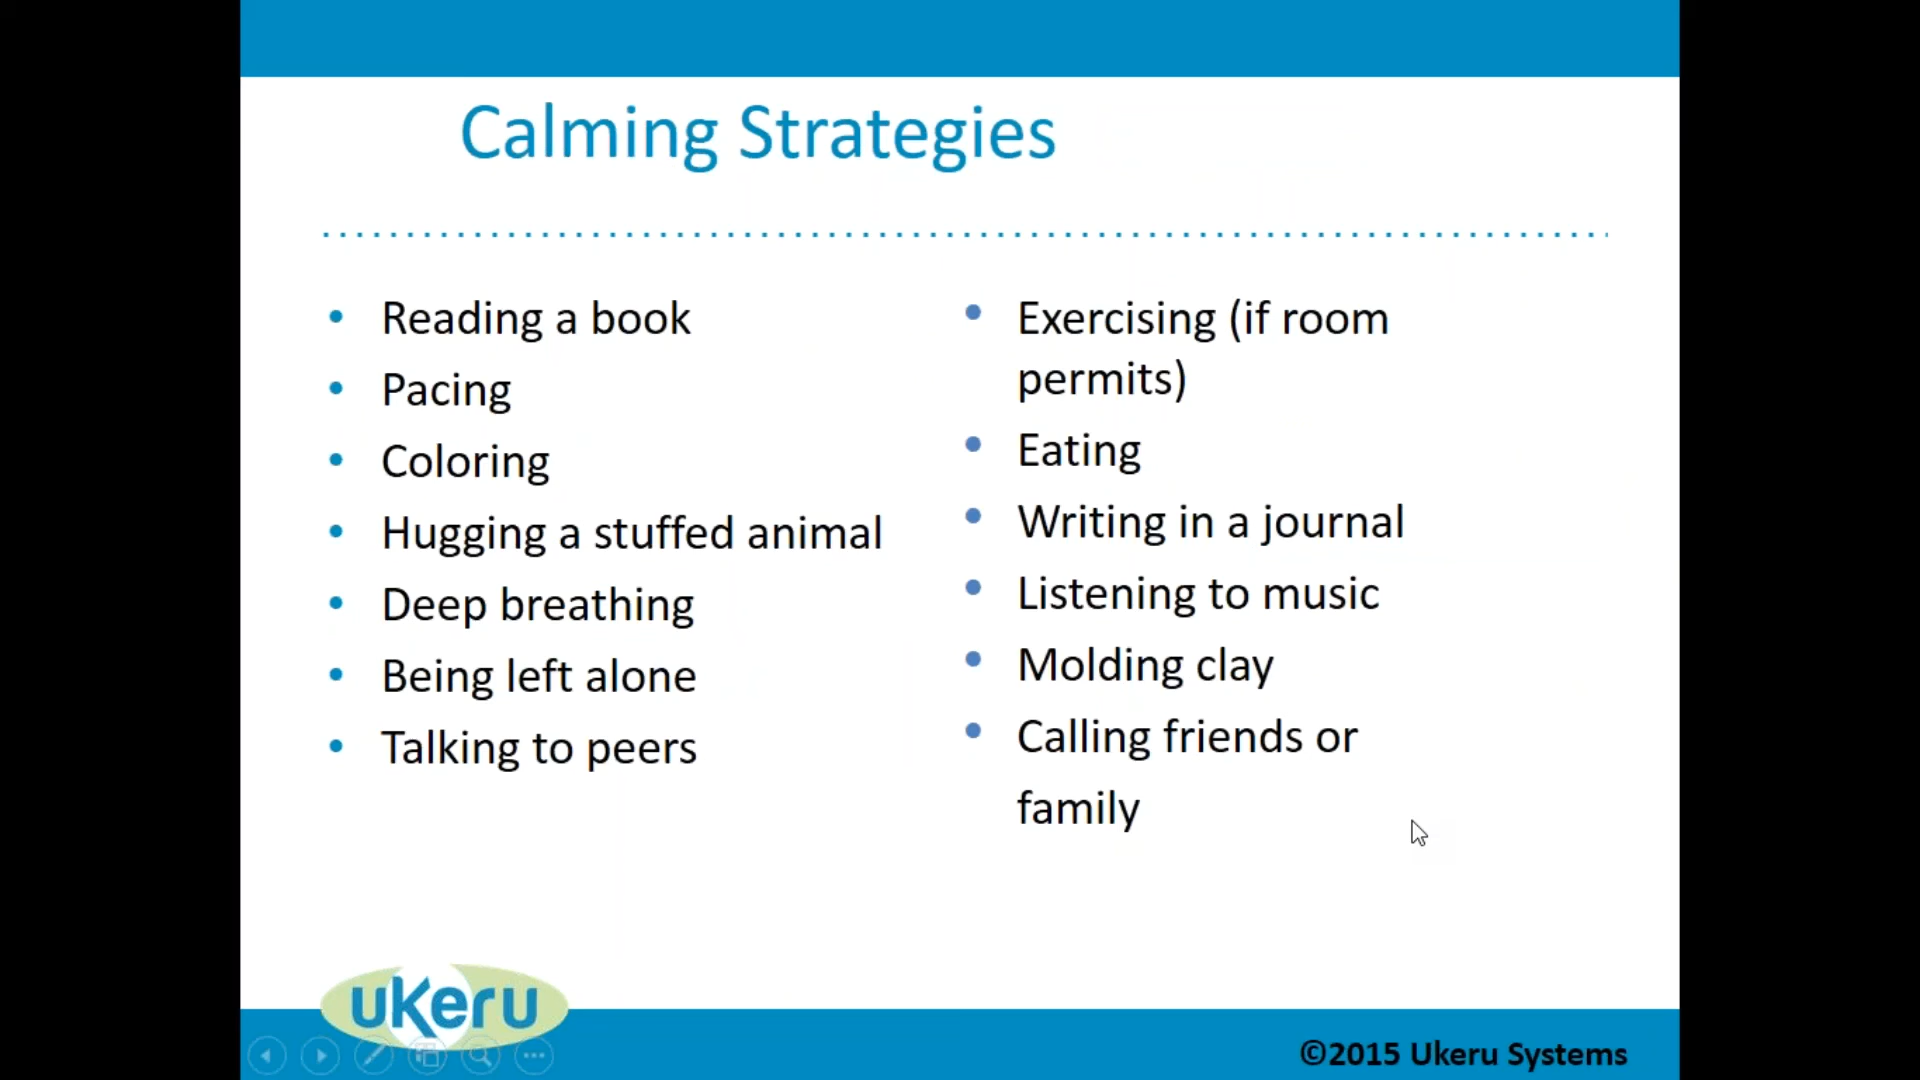 Calming Strategies
Reading a book
Pacing
Coloring
Hugging a stuffed animal
Deep breathing
Being left alone
Talking to peers
Exercising (if room
permits)
Eating
Writing in a journal
Listening to music
Molding clay
Calling friends or
family
ukeru
©2015 Ukeru Systems